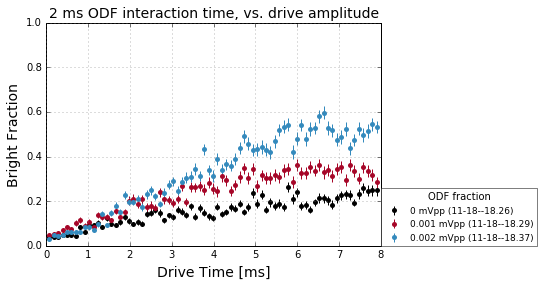 2 ms ODF interaction time, vs. drive amplitude
1.0
0.8
0.6
0.4
0.2
0.0
Bright Fraction
0 1 2 3 4 5 6 7 8
Drive Time [ms]
ODF fraction
0 mVpp (11-18--18.26)
0.001 mVpp (11-18--18.29)
0.002 mVpp (11-18--18.37)